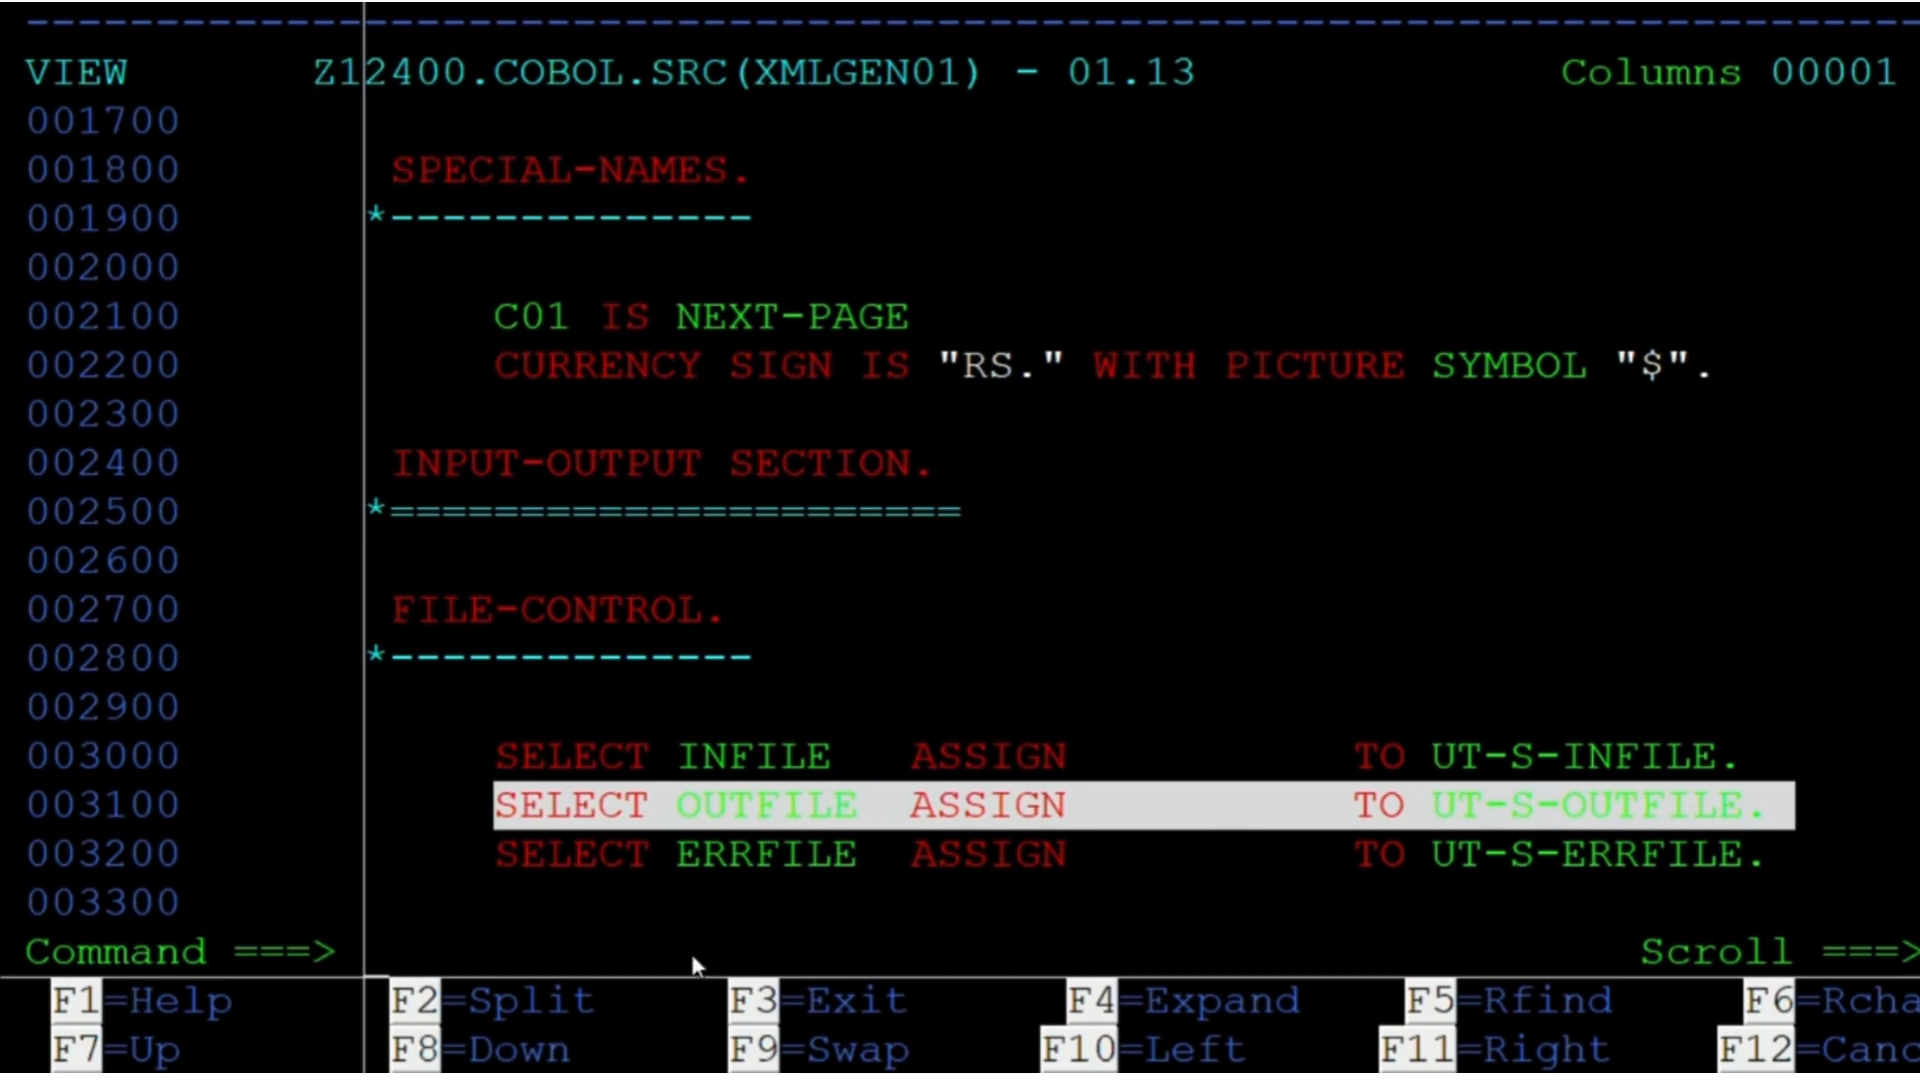 VIEW Z12400.COBOL.SRC(XMLGEN01) - 01.13 Columns 00001
001700
001800 SPECIAL-NAMES.
001900 *--------------
002000
002100 C01 IS NEXT-PAGE
002200 CURRENCY SIGN IS "RS." WITH PICTURE SYMBOL "$".
002300
002400 INPUT-OUTPUT SECTION.
002500 *======================
002600
002700 FILE-CONTROL.
002800 *--------------
002900
003000 SELECT INFILE ASSIGN TO UT-S-INFILE.
003100 SELECT OUTFILE ASSIGN TO UT-S-OUTFILE.
003200 SELECT ERRFILE ASSIGN TO UT-S-ERRFILE.
003300
Command ===> Scroll ===>
F1=Help F2=Split F3=Exit F4=Expand F5=Rfind F6=Rcha
F7=Up F8=Down F9=Swap F10=Left F11=Right F12=Canc